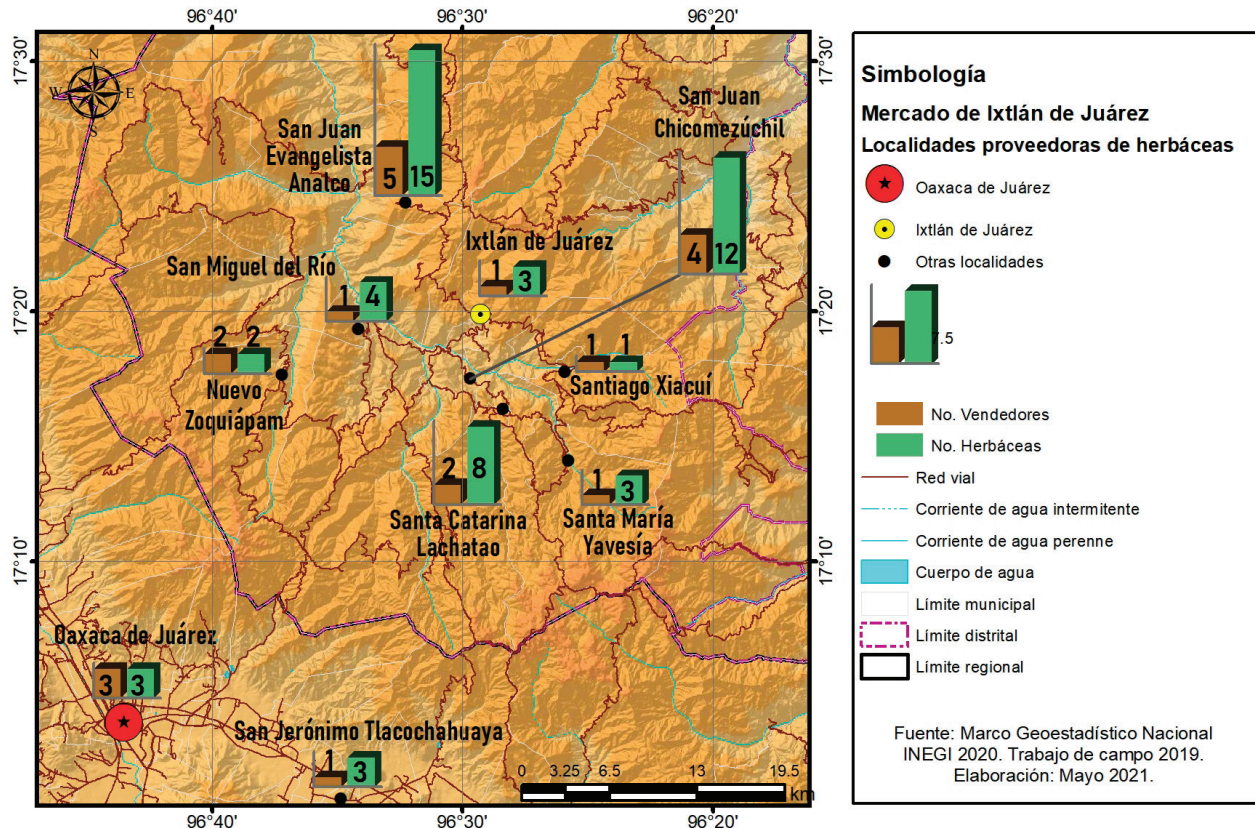 96°40'
96°30'
96°20'
17°30'
17°20'
17°10'
N
W
E
S
San Juan
Evangelista
Analco
5
15
San Juan
Chicomezúchil
4
12
Ixtlán de Juárez
1
3
San Miguel del Río
1
4
2
2
Nuevo
Zoquiápam
1
1
Santiago Xiacuí
2
8
Santa Catarina
Lachatao
1
3
Santa María
Yavesía
Oaxaca de Juárez
3
3
San Jerónimo Tlacochahuaya
1
3
0 3.25 6.5 13 19.5
km
17°30'
17°20'
17°10'
96°40'
96°30'
96°20'
Simbología
Mercado de Ixtlán de Juárez
Localidades proveedoras de herbáceas
Oaxaca de Juárez
Ixtlán de Juárez
Otras localidades
7.5
No. Vendedores
No. Herbáceas
Red vial
Corriente de agua intermitente
Corriente de agua perenne
Cuerpo de agua
Límite municipal
Límite distrital
Límite regional
Fuente: Marco Geoestadístico Nacional
INEGI 2020. Trabajo de campo 2019.
Elaboración: Mayo 2021.